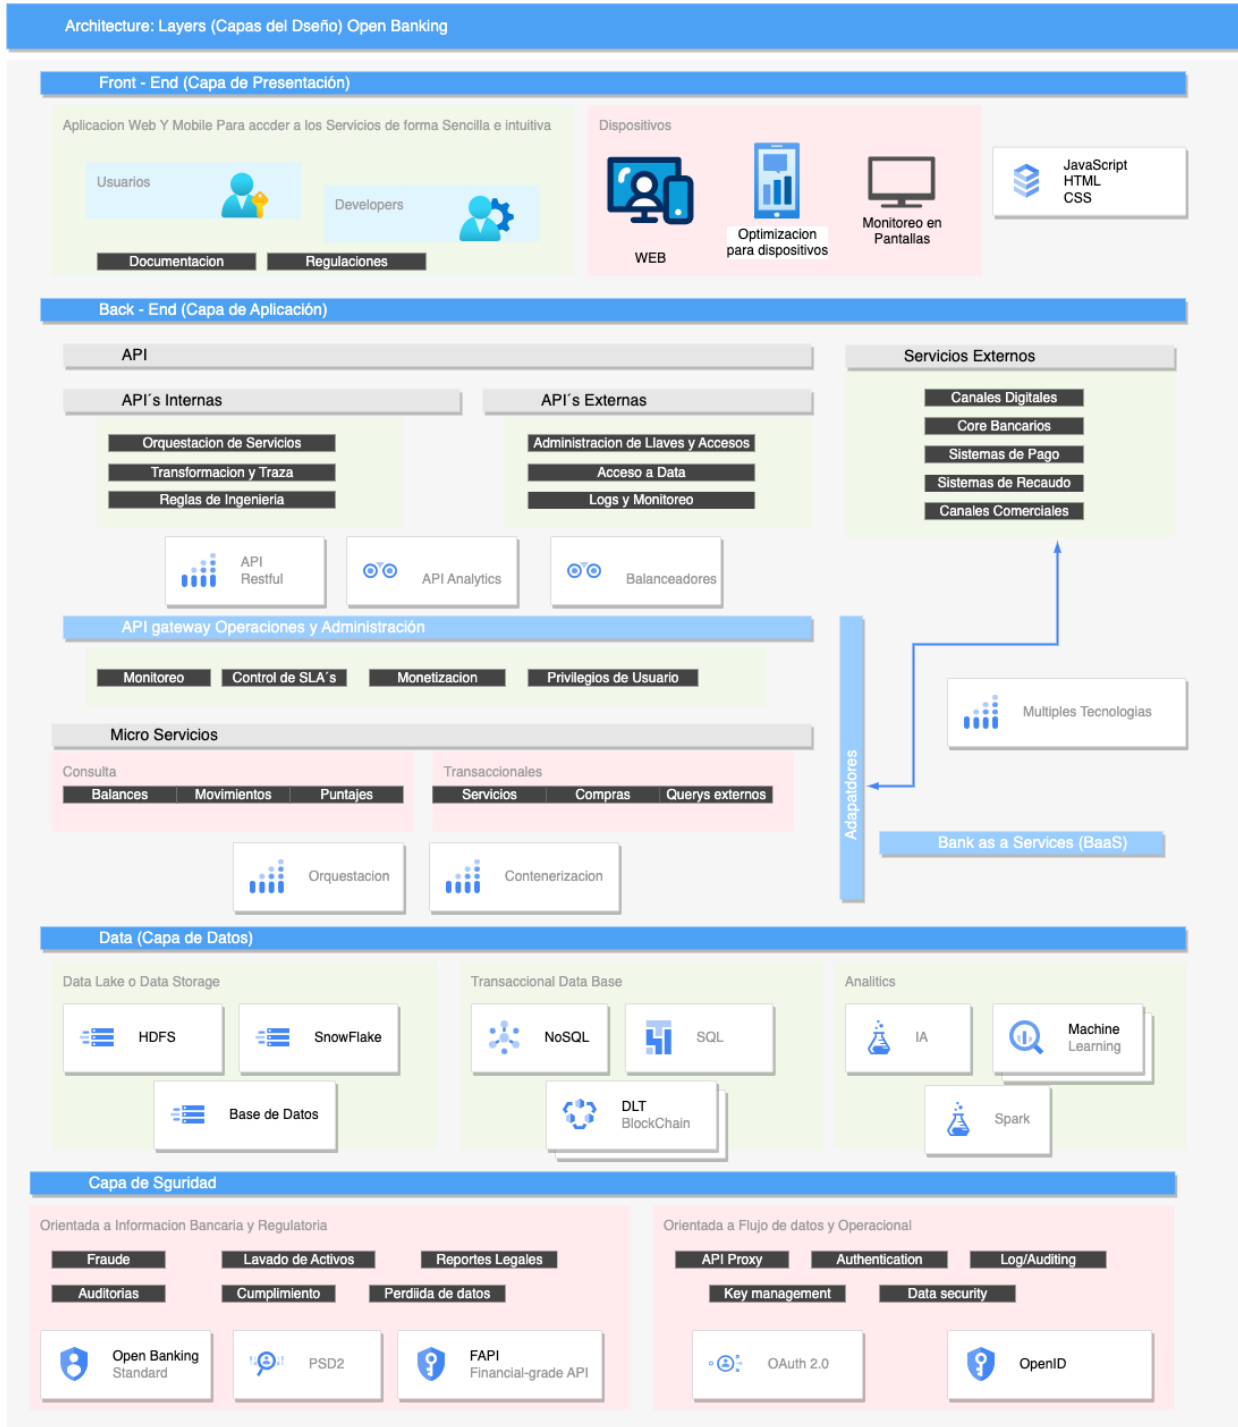 Architecture: Layers (Capas del Dseño) Open Banking
Front - End (Capa de Presentación)
Aplicacion Web Y Mobile Para accder a los Servicios de forma Sencilla e intuitiva
Usuarios
Developers
Documentacion
Regulaciones
Dispositivos
WEB
Optimizacion
para dispositivos
Monitoreo en
Pantallas
JavaScript
HTML
CSS
Back - End (Capa de Aplicación)
API
API´s Internas
Orquestacion de Servicios
Transformacion y Traza
Reglas de Ingenieria
API´s Externas
Administracion de Llaves y Accesos
Acceso a Data
Logs y Monitoreo
Servicios Externos
Canales Digitales
Core Bancarios
Sistemas de Pago
Sistemas de Recaudo
Canales Comerciales
API
Restful
API Analytics
Balanceadores
API gateway Operaciones y Administración
Monitoreo
Control de SLA´s
Monetizacion
Privilegios de Usuario
Adapatdores
Multiples Tecnologias
Bank as a Services (BaaS)
Micro Servicios
Consulta
Balances
Movimientos
Puntajes
Transaccionales
Servicios
Compras
Querys externos
Orquestacion
Contenerizacion
Data (Capa de Datos)
Data Lake o Data Storage
HDFS
SnowFlake
Base de Datos
Transaccional Data Base
NoSQL
SQL
DLT
BlockChain
Analitics
IA
Machine
Learning
Spark
Capa de Sguridad
Orientada a Informacion Bancaria y Regulatoria
Fraude
Lavado de Activos
Reportes Legales
Auditorias
Cumplimiento
Perdiida de datos
Open Banking
Standard
PSD2
FAPI
Financial-grade API
Orientada a Flujo de datos y Operacional
API Proxy
Authentication
Log/Auditing
Key management
Data security
OAuth 2.0
OpenID